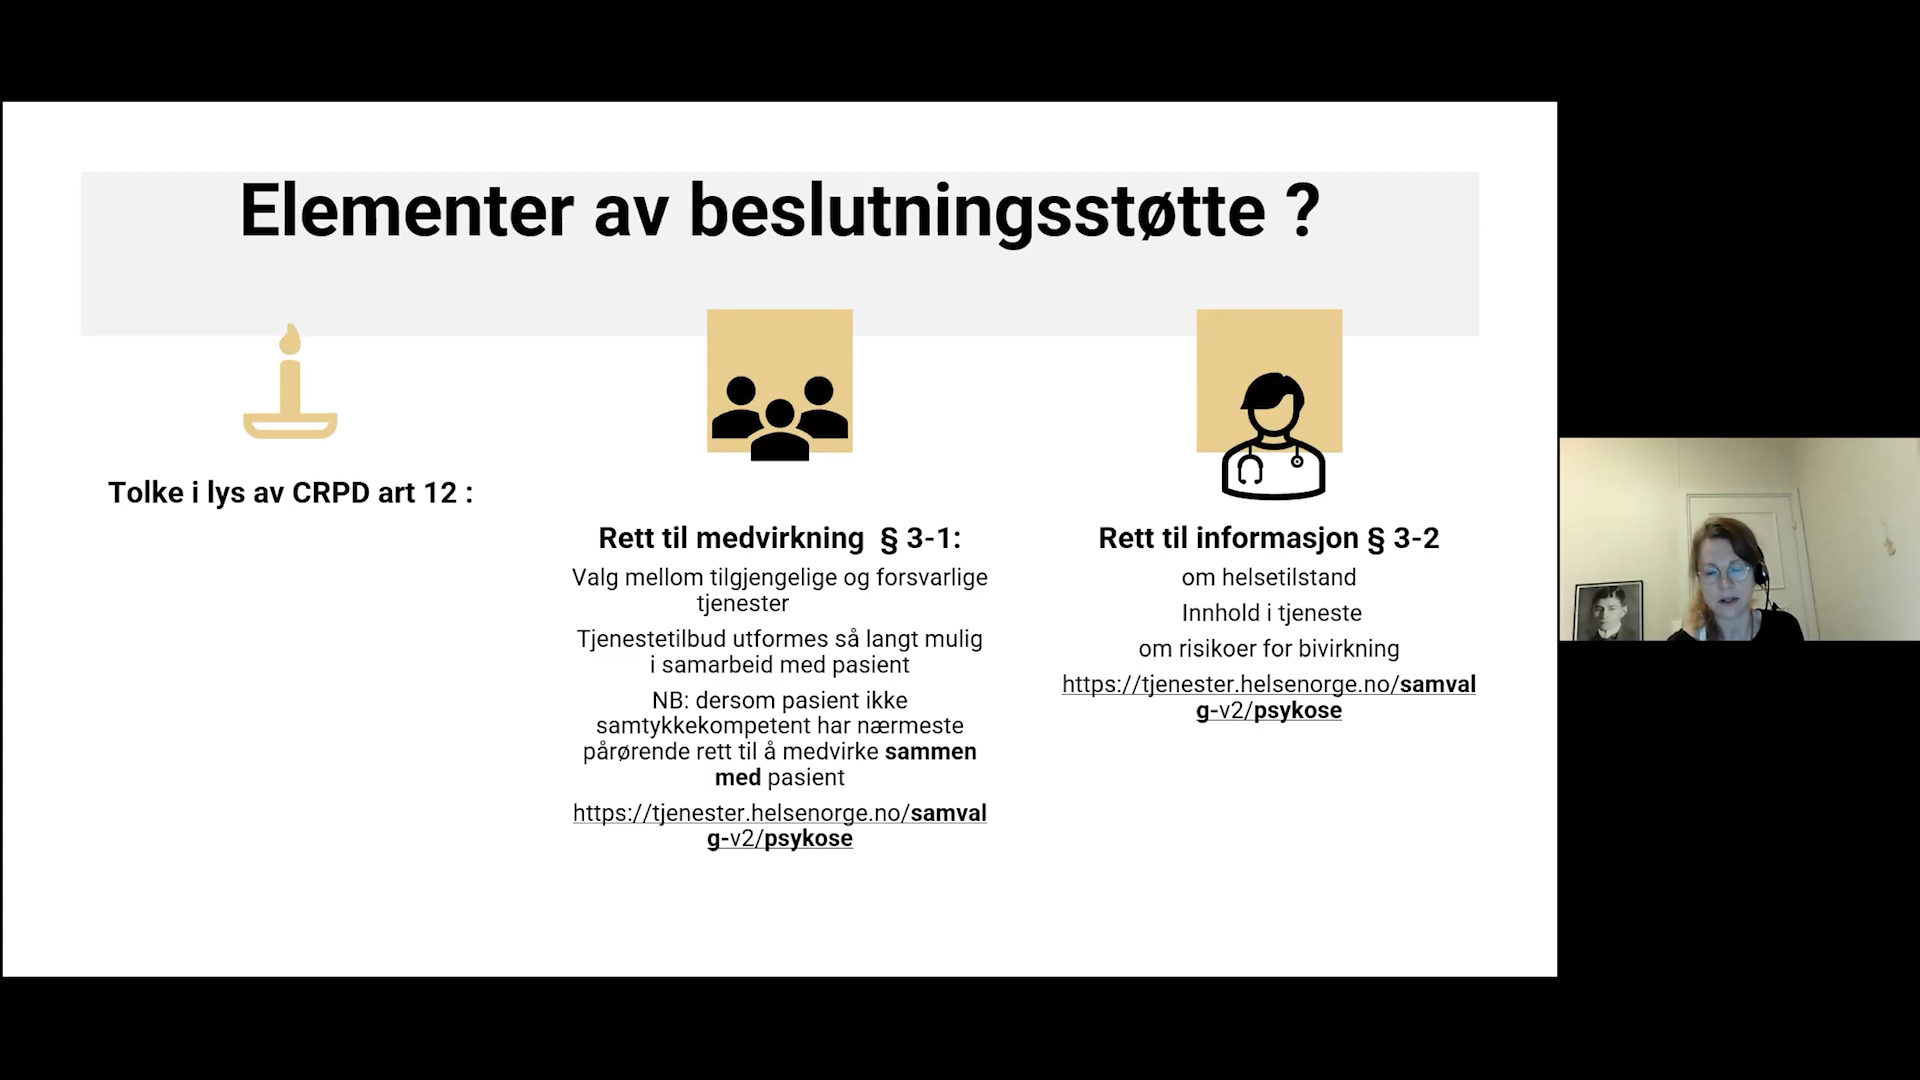 Elementer av beslutningsstøtte ?
Tolke i lys av CRPD art 12 :
Rett til medvirkning § 3-1:
Valg mellom tilgjengelige og forsvarlige
tjenester
Tjenestetilbud utformes så langt mulig
i samarbeid med pasient
NB: dersom pasient ikke
samtykkekompetent har nærmeste
pårørende rett til å medvirke sammen
med pasient
https://tjenester.helsenorge.no/samval
g-v2/psykose
Rett til informasjon § 3-2
om helsetilstand
Innhold i tjeneste
om risikoer for bivirkning
https://tjenester.helsenorge.no/samval
g-v2/psykose